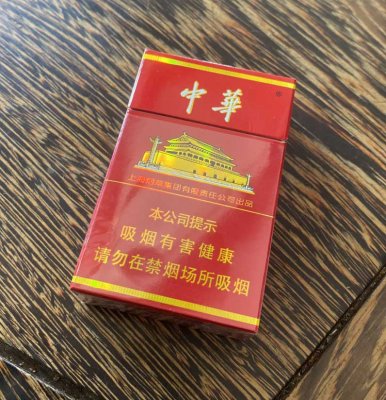 中華
上海烟草集团有限责任公司出品
本公司提示
吸烟有害健康
请勿在禁烟场所吸烟